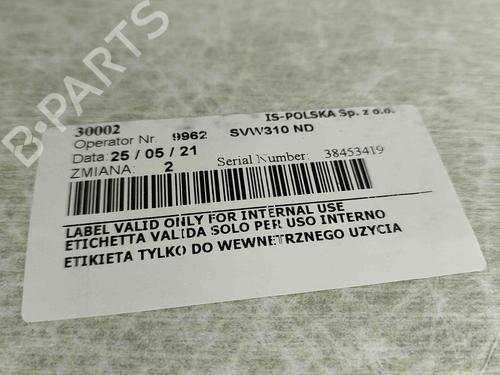 B-PARTS
IS-POLSKA Sp. z o.o.
30002
Operator Nr. 9962 SVW310 ND
Data: 25 / 05 / 21
ZMIANA: 2 Serial Number: 38453419
LABEL VALID ONLY FOR INTERNAL USE
ETICHETTA VALIDA SOLO PER USO INTERNO
ETIKIETA TYLKO DO WEWNETRZNEGO UZYCIA